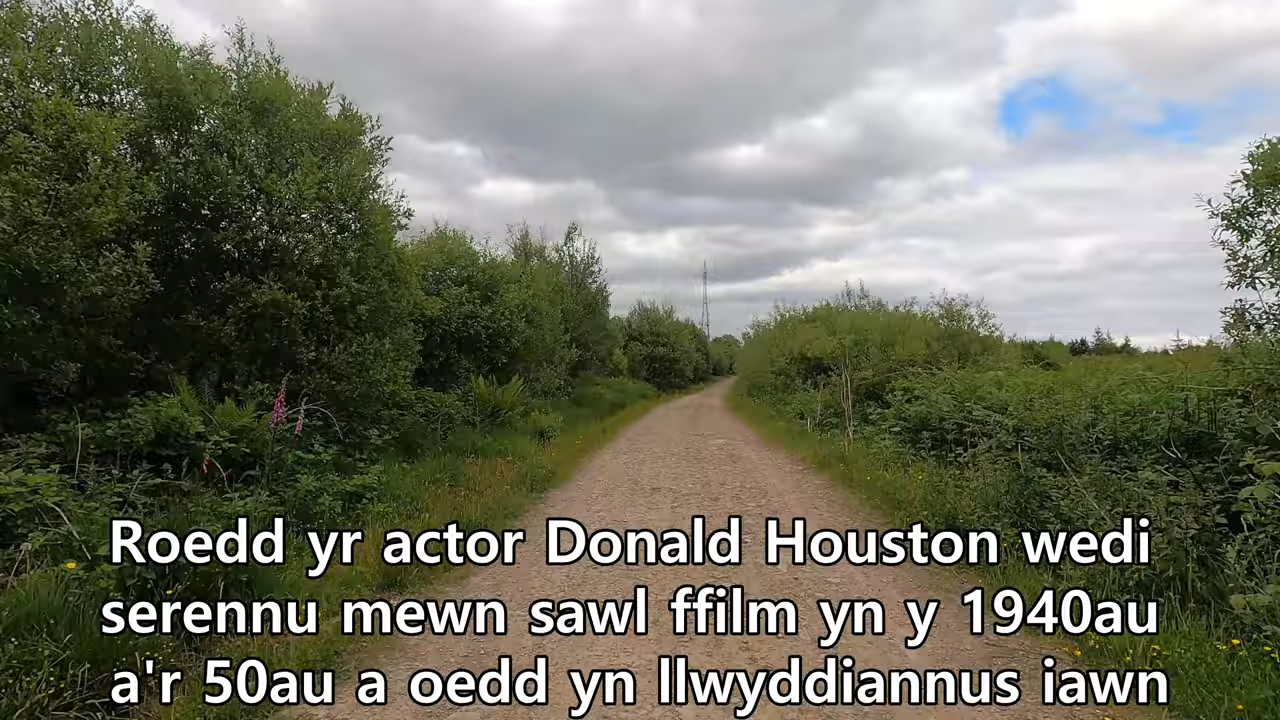 Roedd yr actor Donald Houston wedi
serennu mewn sawl ffilm yn y 1940au
a'r 50au a oedd yn llwyddiannus iawn